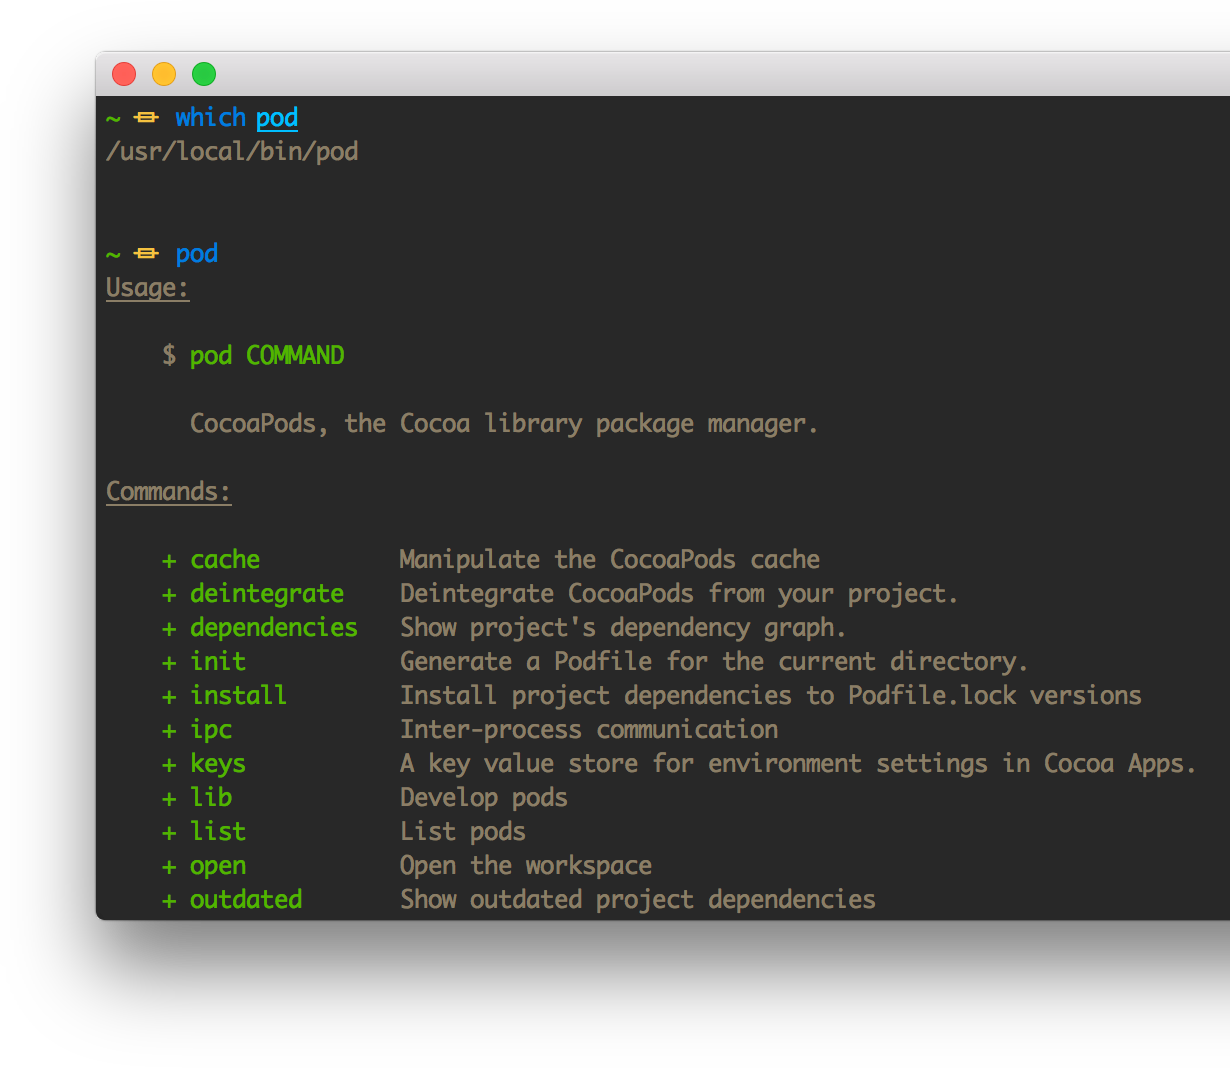 ~ which pod
/usr/local/bin/pod
~ pod
Usage:
$ pod COMMAND
CocoaPods, the Cocoa library package manager.
Commands:
+ cache Manipulate the CocoaPods cache
+ deintegrate Deintegrate CocoaPods from your project.
+ dependencies Show project's dependency graph.
+ init Generate a Podfile for the current directory.
+ install Install project dependencies to Podfile.lock versions
+ ipc Inter-process communication
+ keys A key value store for environment settings in Cocoa Apps.
+ lib Develop pods
+ list List pods
+ open Open the workspace
+ outdated Show outdated project dependencies